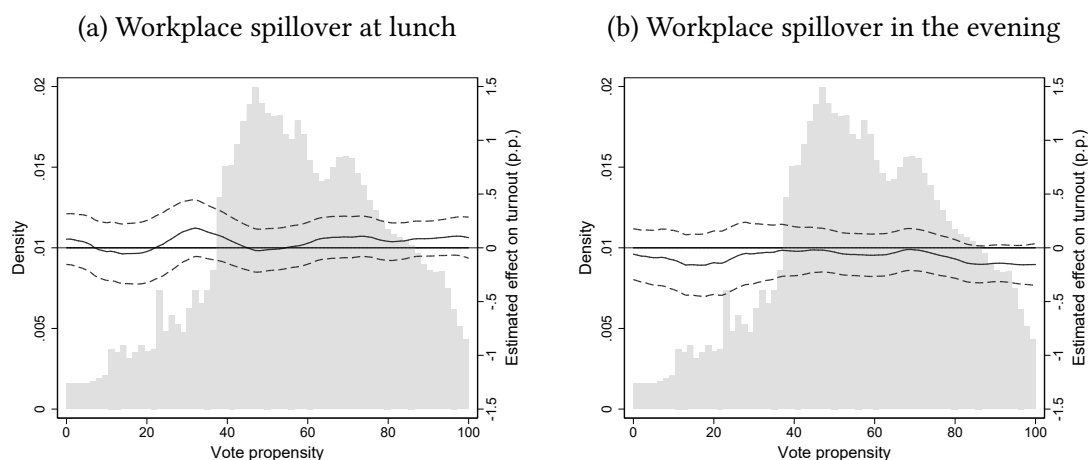 (a) Workplace spillover at lunch
(b) Workplace spillover in the evening
Density
0
.005
.01
.015
.02
Estimated effect on turnout (p.p.)
-1.5
-1
-.5
0
.5
1
1.5
0 20 40 60 80 100
Vote propensity
Density
0
.005
.01
.015
.02
Estimated effect on turnout (p.p.)
-1.5
-1
-.5
0
.5
1
1.5
0 20 40 60 80 100
Vote propensity